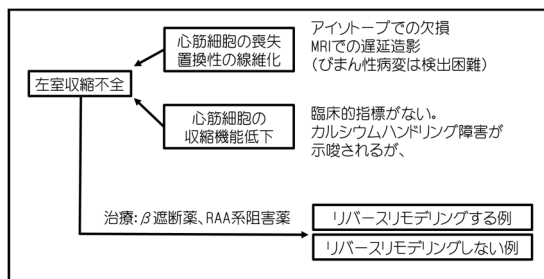 心筋細胞の喪失
置換性の線維化
アイソトープでの欠損
MRIでの遅延造影
(びまん性病変は検出困難)
左室収縮不全
心筋細胞の
収縮機能低下
臨床的指標がない。
カルシウムハンドリング障害が
示唆されるが、
治療:β遮断薬、RAA系阻害薬
リバースリモデリングする例
リバースリモデリングしない例